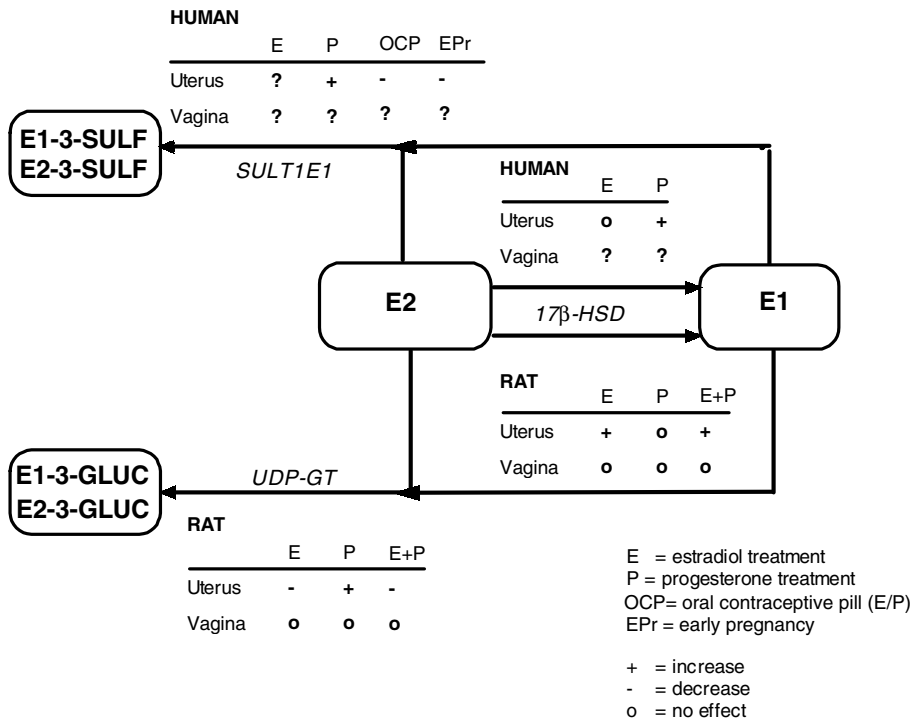 HUMAN
E P OCP EPr
Uterus ? + - -
Vagina ? ? ? ?
E1-3-SULF
E2-3-SULF
SULT1E1
HUMAN
E P
Uterus o +
Vagina ? ?
E2
17β-HSD
E1
RAT
E P E+P
Uterus + o +
Vagina o o o
E1-3-GLUC
E2-3-GLUC
UDP-GT
RAT
E P E+P
Uterus - + -
Vagina o o o
E = estradiol treatment
P = progesterone treatment
OCP= oral contraceptive pill (E/P)
EPr = early pregnancy
+ = increase
- = decrease
o = no effect